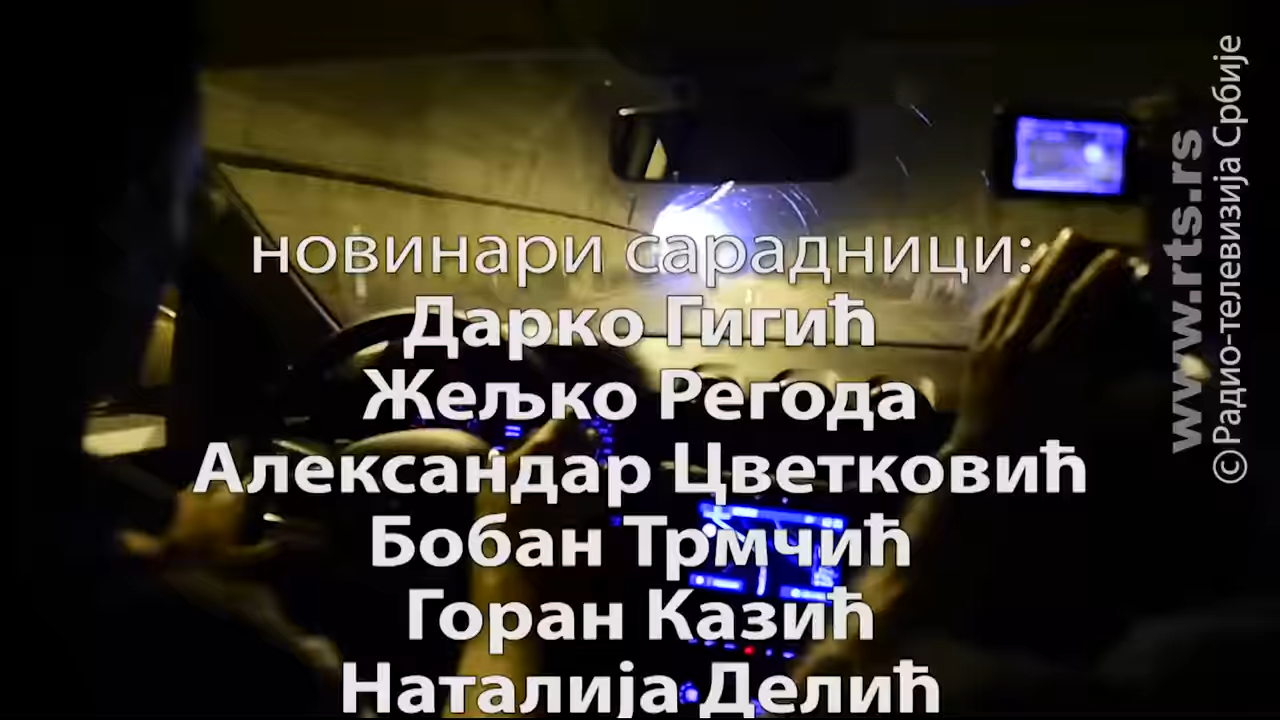 новинари сарадници:
Дарко Гигић
Жељко Регода
Александар Цветковић
Бобан Трмчић
Горан Казић
Наталија Делић
www.rts.rs
©Радио-телевизија Србије